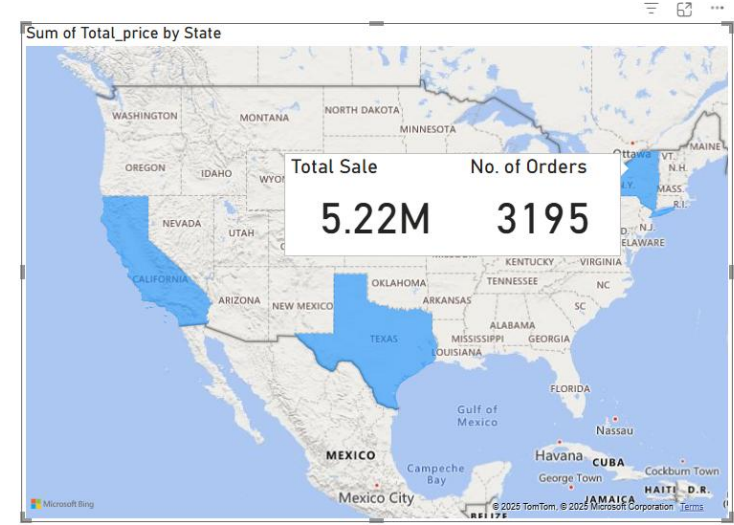 Sum of Total_price by State
WASHINGTON
MONTANA
NORTH DAKOTA
MINNESOTA
Ottawa
VT.
MAINE
OREGON
IDAHO
WYO
Total Sale
No. of Orders
N.H.
N.Y.
MASS.
R.I.
5.22M
3195
NEVADA
UTAH
N.J.
ELAWARE
CALIFORNIA
KENTUCKY
VIRGINIA
ARIZONA
NEW MEXICO
OKLAHOMA
TENNESSEE
NC
ARKANSAS
SC
TEXAS
MISSISSIPPI
ALABAMA
GEORGIA
LOUISIANA
FLORIDA
Gulf of
Mexico
Nassau
MEXICO
Havana
CUBA
Campeche
Bay
George Town
Cockburn Town
Mexico City
JAMAICA
HAITI
D.R.
BELIZE
Microsoft Bing
© 2025 TomTom, © 2025 Microsoft Corporation
Terms